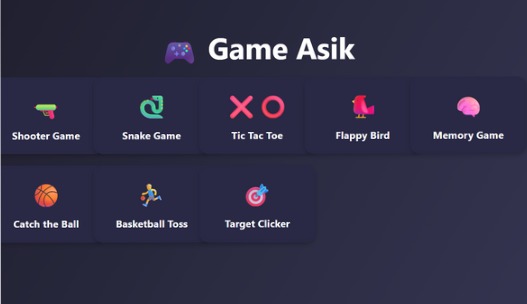 Game Asik
Shooter Game
Snake Game
Tic Tac Toe
Flappy Bird
Memory Game
Catch the Ball
Basketball Toss
Target Clicker